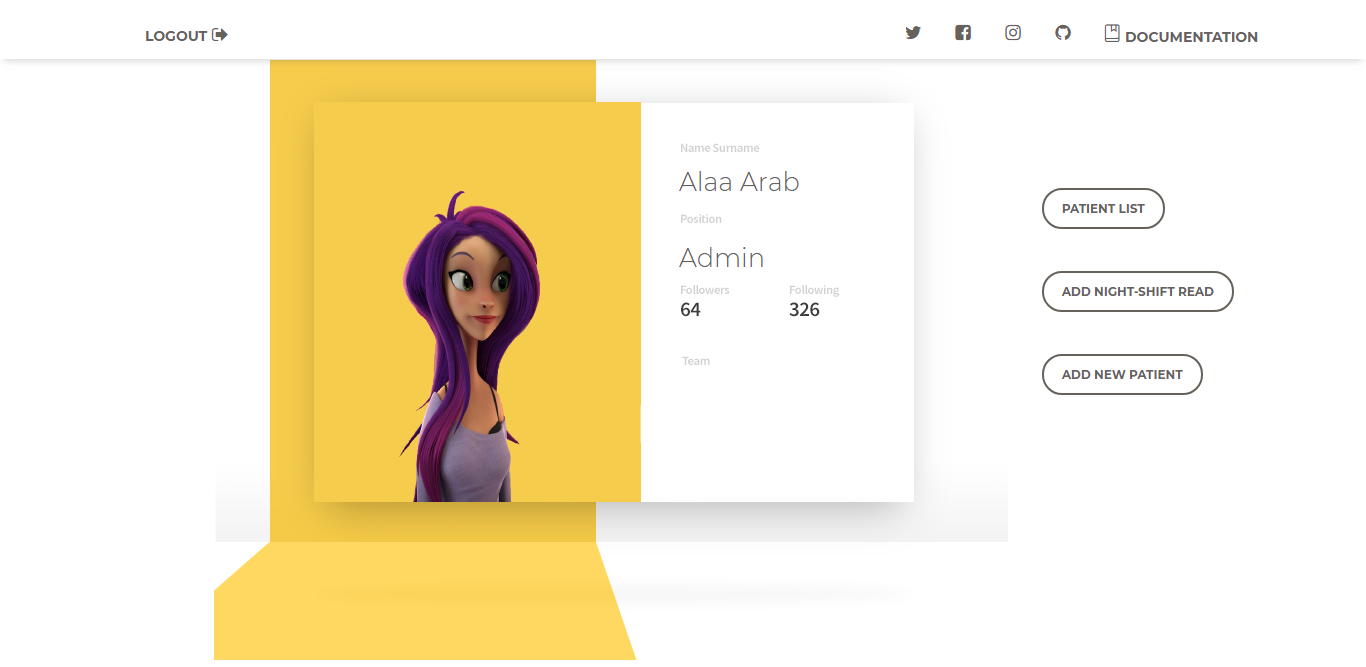 LOGOUT
DOCUMENTATION
Name Surname
Alaa Arab
Position
Admin
Followers Following
64 326
Team
PATIENT LIST
ADD NIGHT-SHIFT READ
ADD NEW PATIENT